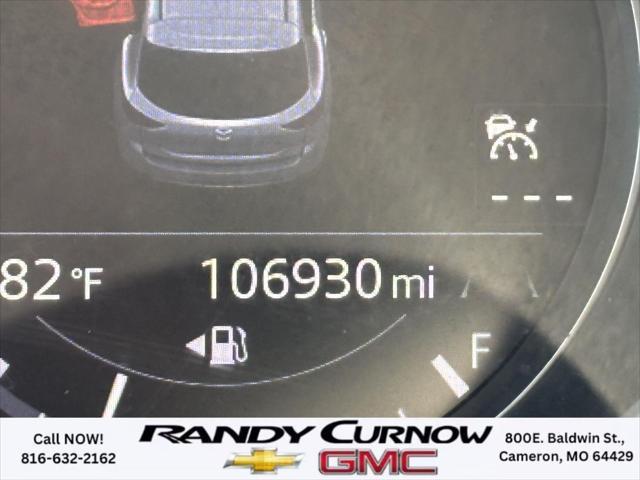 82 °F
106930 mi
F
Call NOW!
816-632-2162
RANDY CURNOW
GMC
800E. Baldwin St.,
Cameron, MO 64429